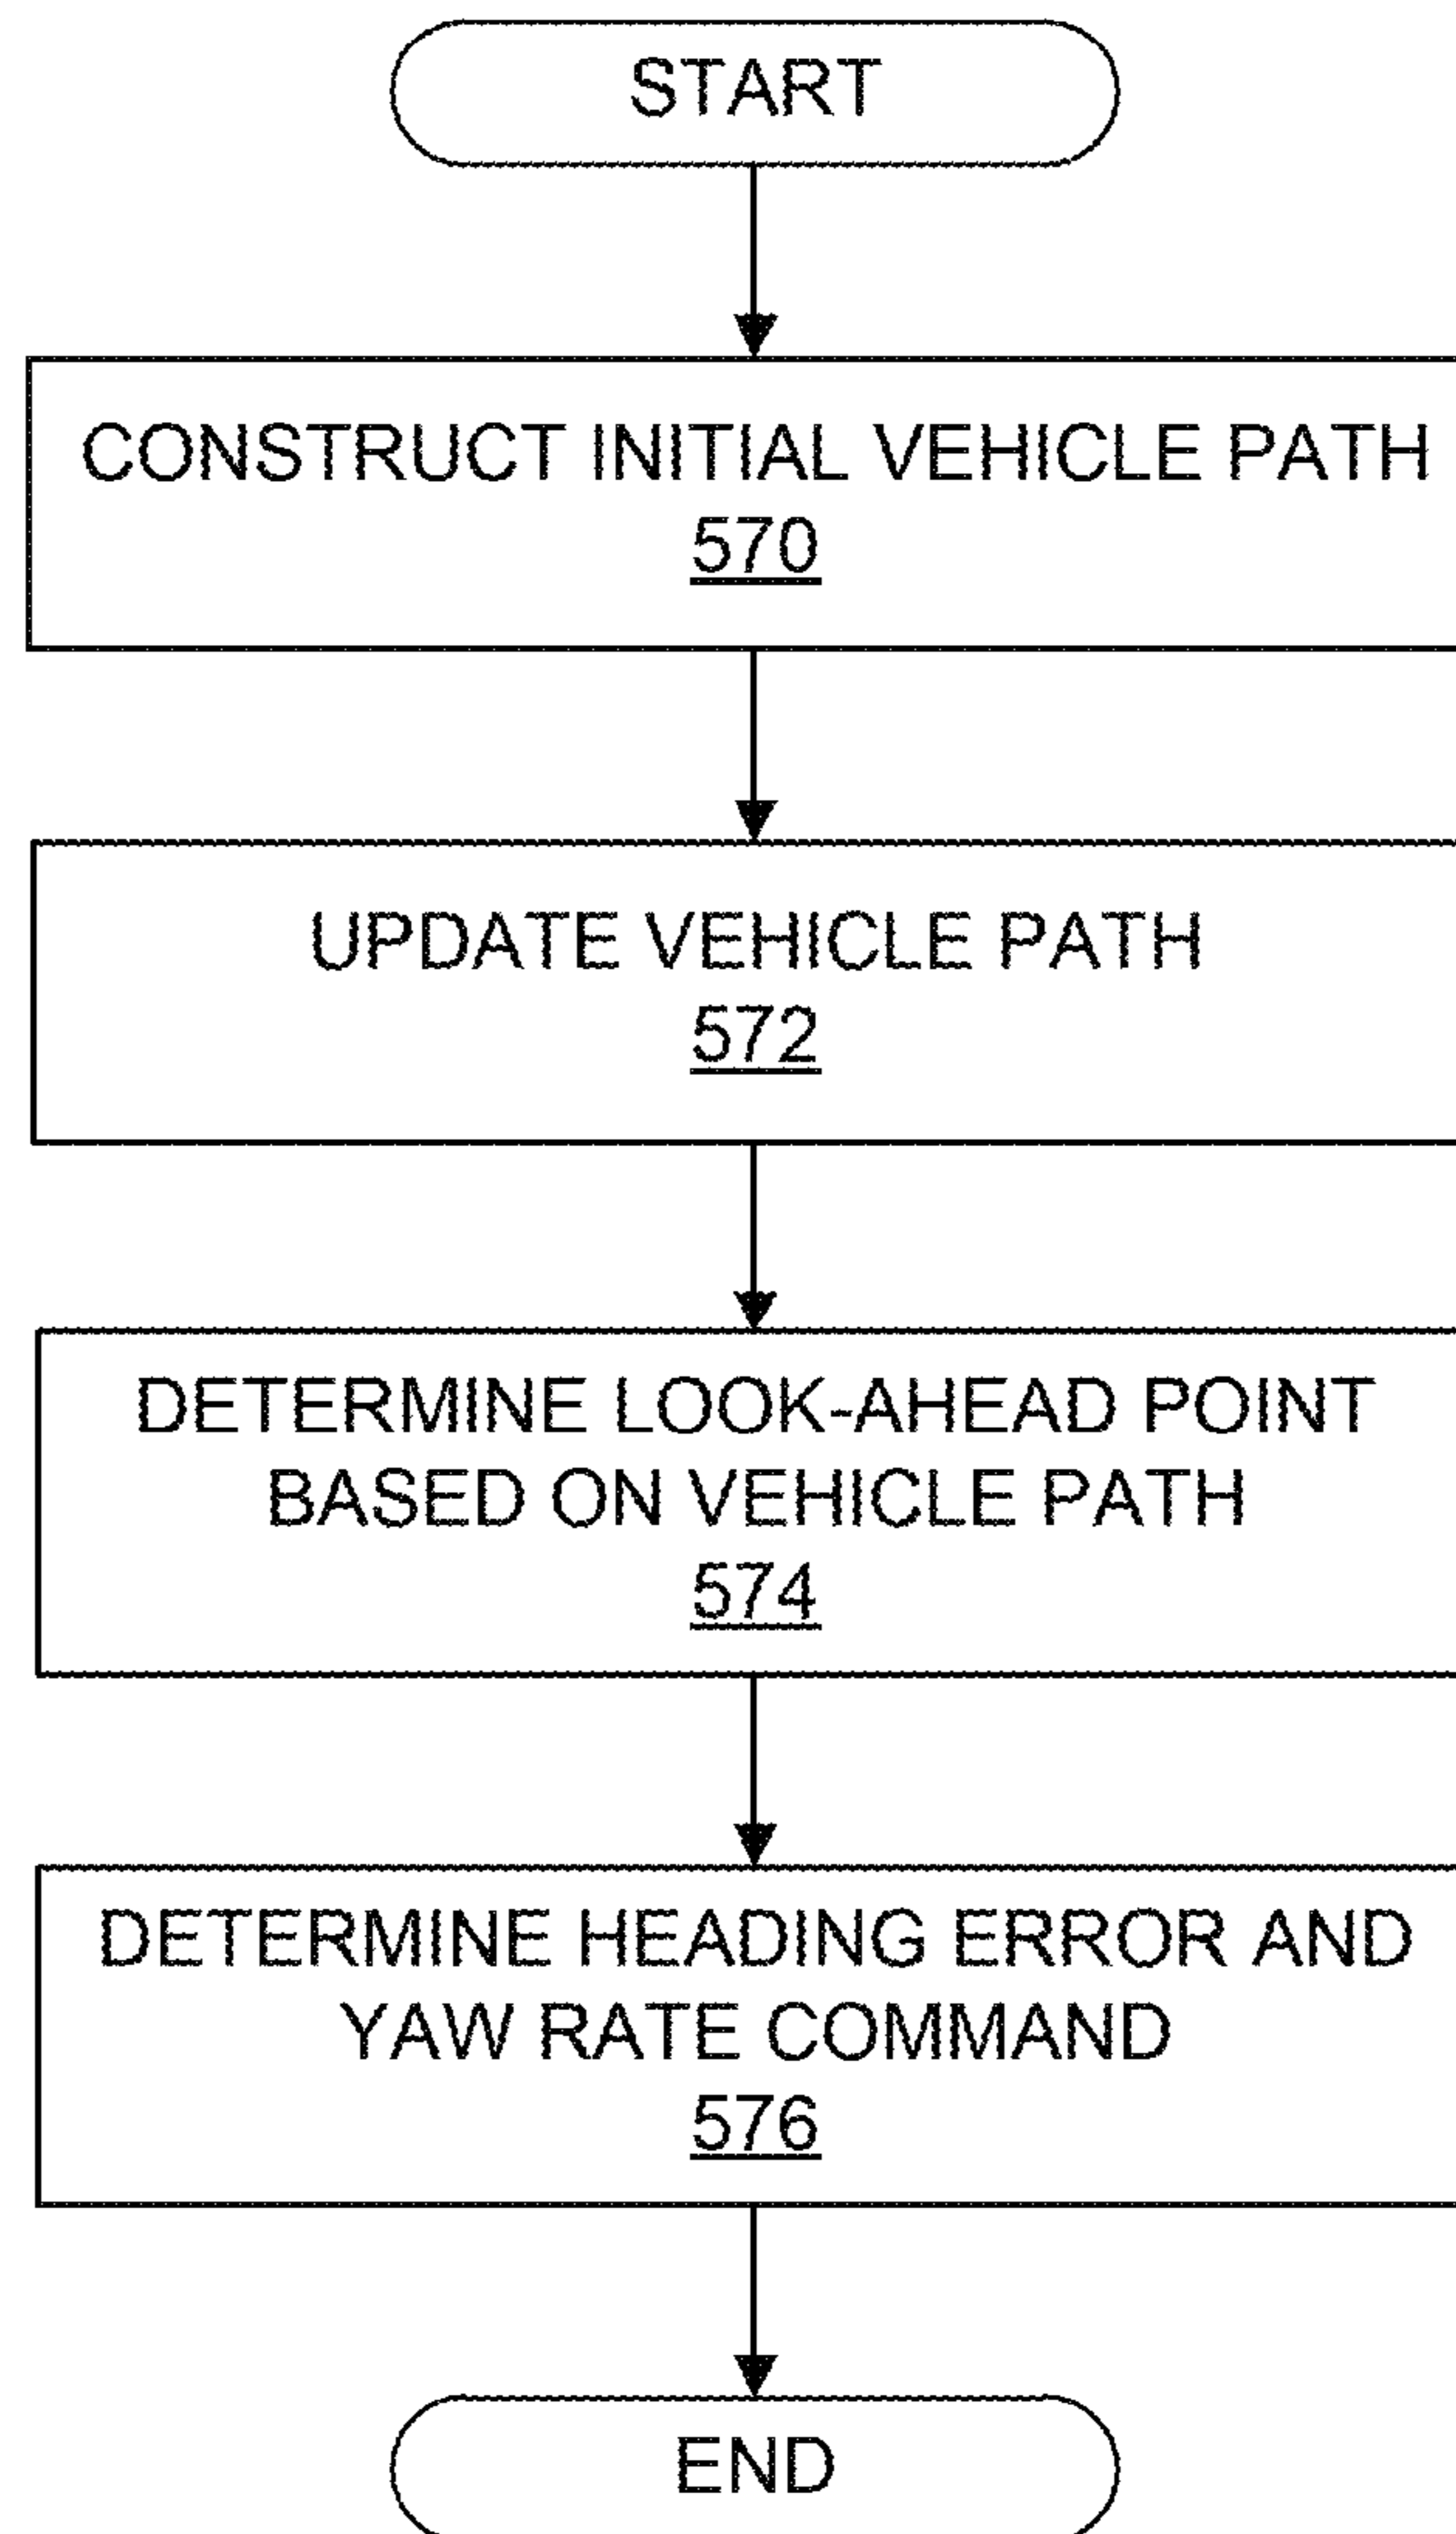 START
CONSTRUCT INITIAL VEHICLE PATH
570
UPDATE VEHICLE PATH
572
DETERMINE LOOK-AHEAD POINT
BASED ON VEHICLE PATH
574
DETERMINE HEADING ERROR AND
YAW RATE COMMAND
576
END